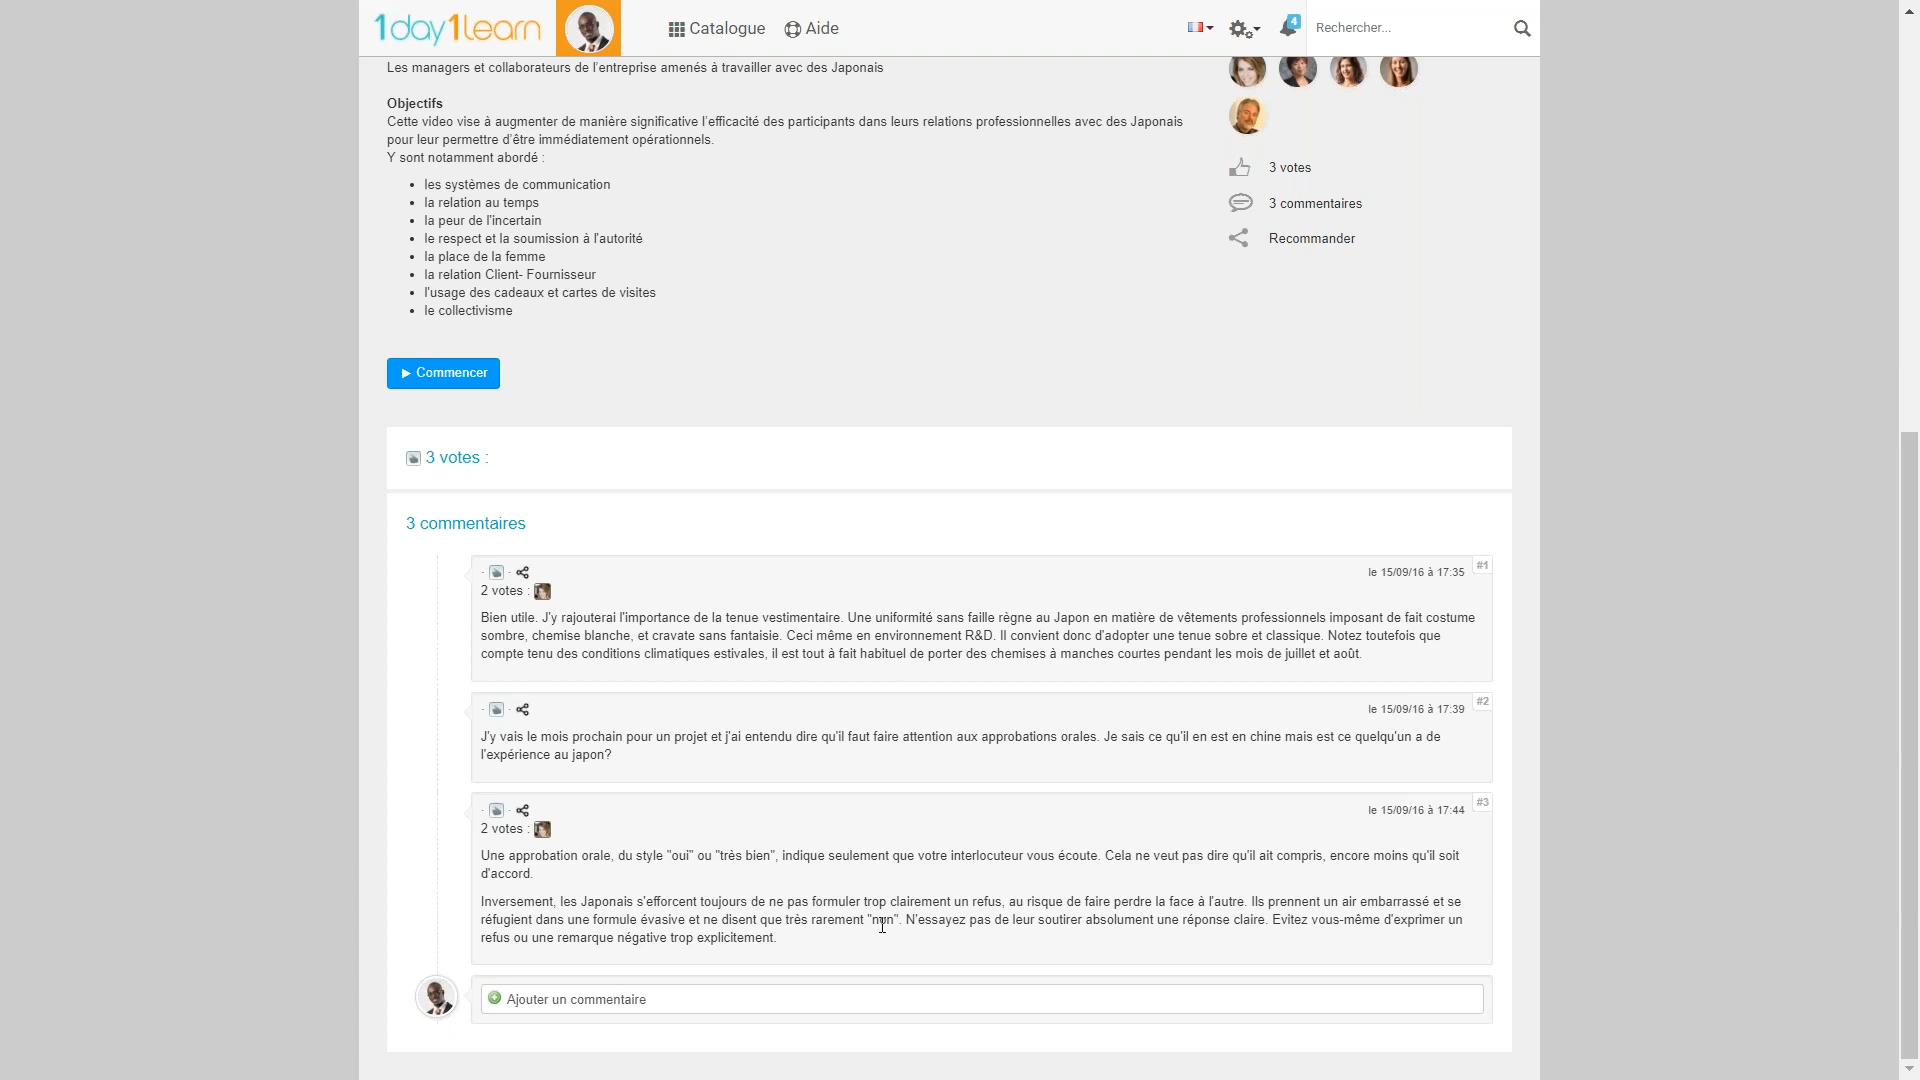 1day1learn
Catalogue
Aide
4
Rechercher...
Les managers et collaborateurs de l'entreprise amenés à travailler avec des Japonais
Objectifs
Cette video vise à augmenter de manière significative l'efficacité des participants dans leurs relations professionnelles avec des Japonais
pour leur permettre d'être immédiatement opérationnels.
Y sont notamment abordé :
• les systèmes de communication
• la relation au temps
• la peur de l'incertain
• le respect et la soumission à l'autorité
• la place de la femme
• la relation Client- Fournisseur
• l'usage des cadeaux et cartes de visites
• le collectivisme
3 votes
3 commentaires
Recommander
Commencer
3 votes :
3 commentaires
le 15/09/16 à 17:35
#1
2 votes :
Bien utile. J'y rajouterai l'importance de la tenue vestimentaire. Une uniformité sans faille règne au Japon en matière de vêtements professionnels imposant de fait costume
sombre, chemise blanche, et cravate sans fantaisie. Ceci même en environnement R&D. Il convient donc d'adopter une tenue sobre et classique. Notez toutefois que
compte tenu des conditions climatiques estivales, il est tout à fait habituel de porter des chemises à manches courtes pendant les mois de juillet et août.
le 15/09/16 à 17:39
#2
J'y vais le mois prochain pour un projet et j'ai entendu dire qu'il faut faire attention aux approbations orales. Je sais ce qu'il en est en chine mais est ce quelqu'un a de
l'expérience au japon?
le 15/09/16 à 17:44
#3
2 votes :
Une approbation orale, du style "oui" ou "très bien", indique seulement que votre interlocuteur vous écoute. Cela ne veut pas dire qu'il ait compris, encore moins qu'il soit
d'accord.
Inversement, les Japonais s'efforcent toujours de ne pas formuler trop clairement un refus, au risque de faire perdre la face à l'autre. Ils prennent un air embarrassé et se
réfugient dans une formule évasive et ne disent que très rarement "non". N'essayez pas de leur soutirer absolument une réponse claire. Evitez vous-même d'exprimer un
refus ou une remarque négative trop explicitement.
Ajouter un commentaire